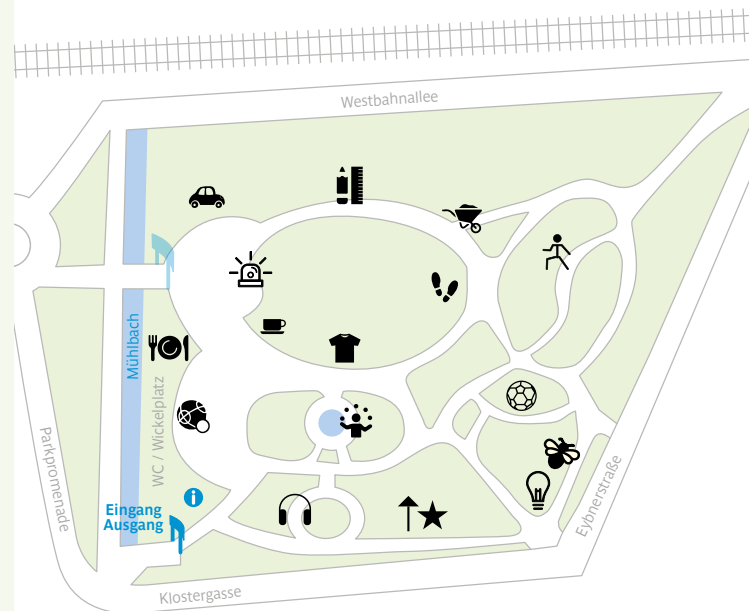 Westbahnallee
Mühlbach
WC / Wickelplatz
Parkpromenade
i
Eingang
Ausgang
Eybnerstraße
Klostergasse